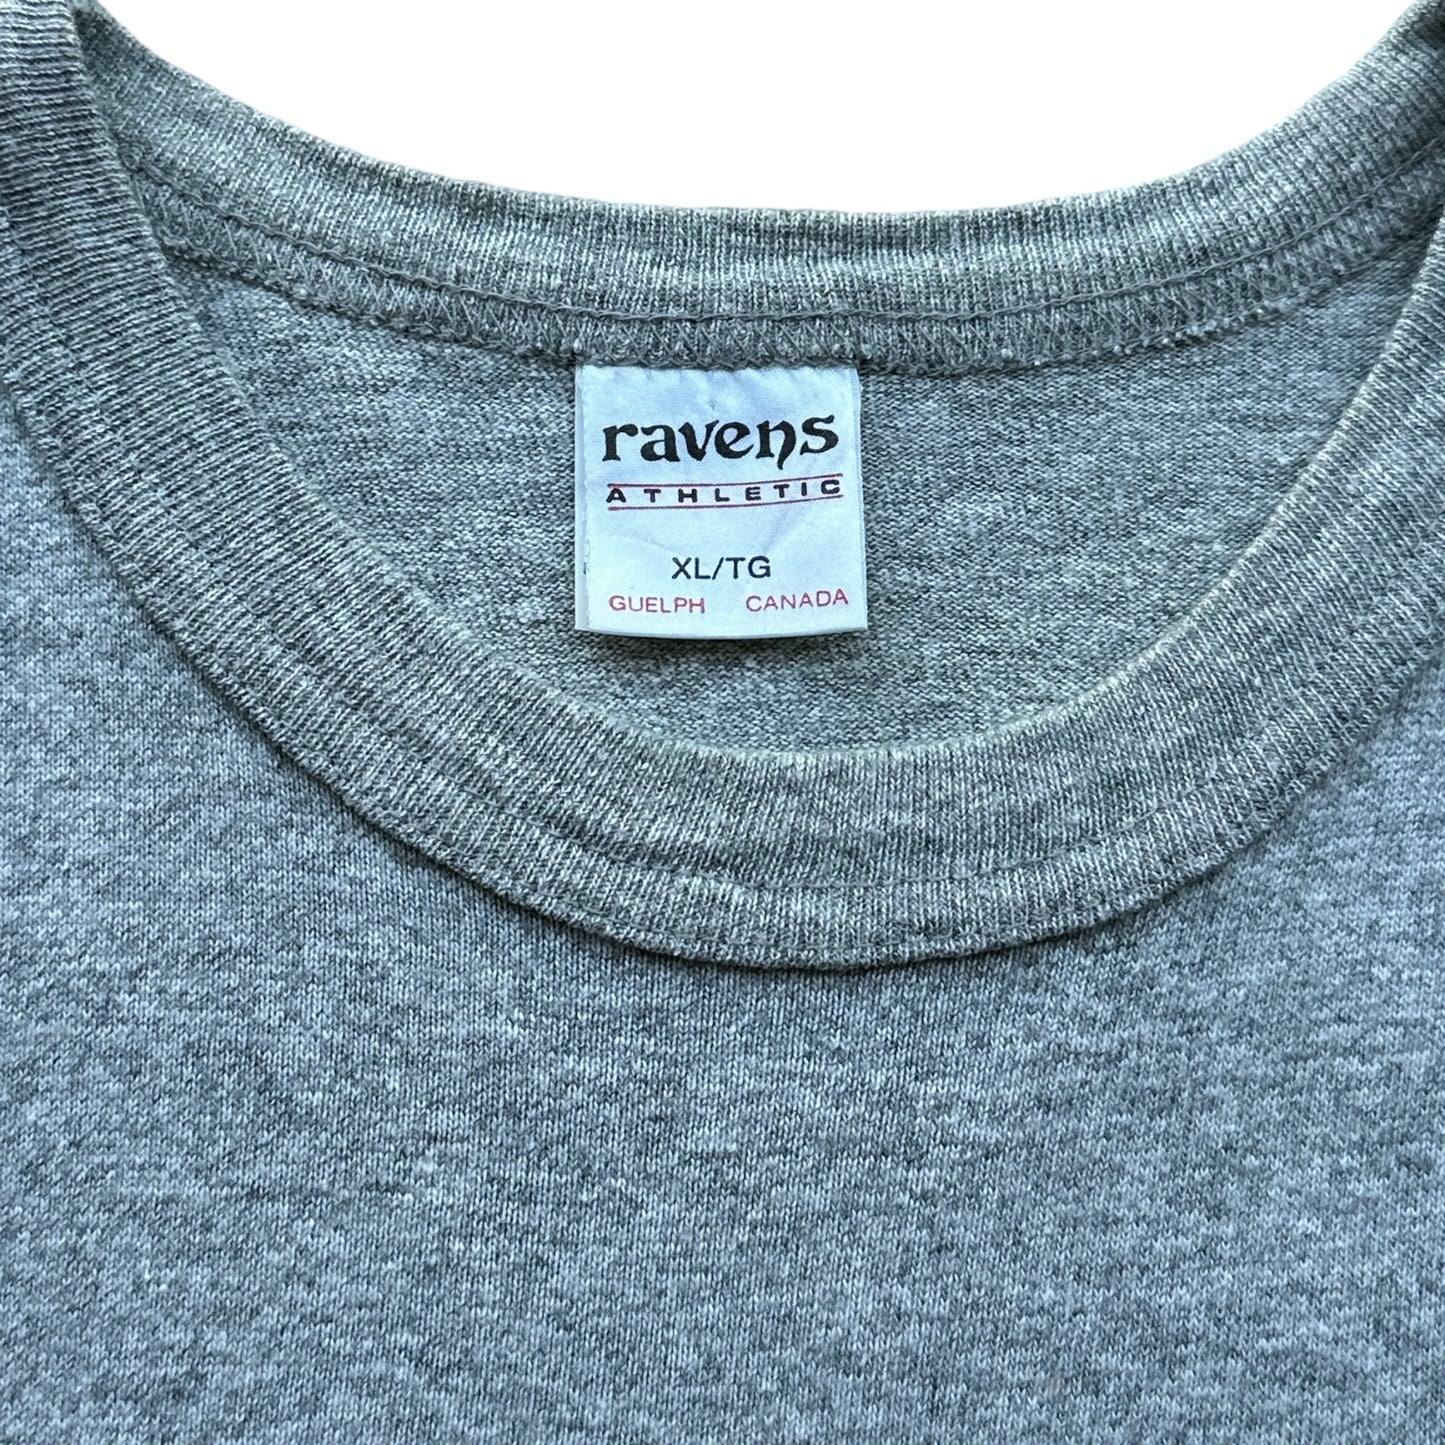 ravens
ATHLETIC
XL/TG
GUELPH CANADA